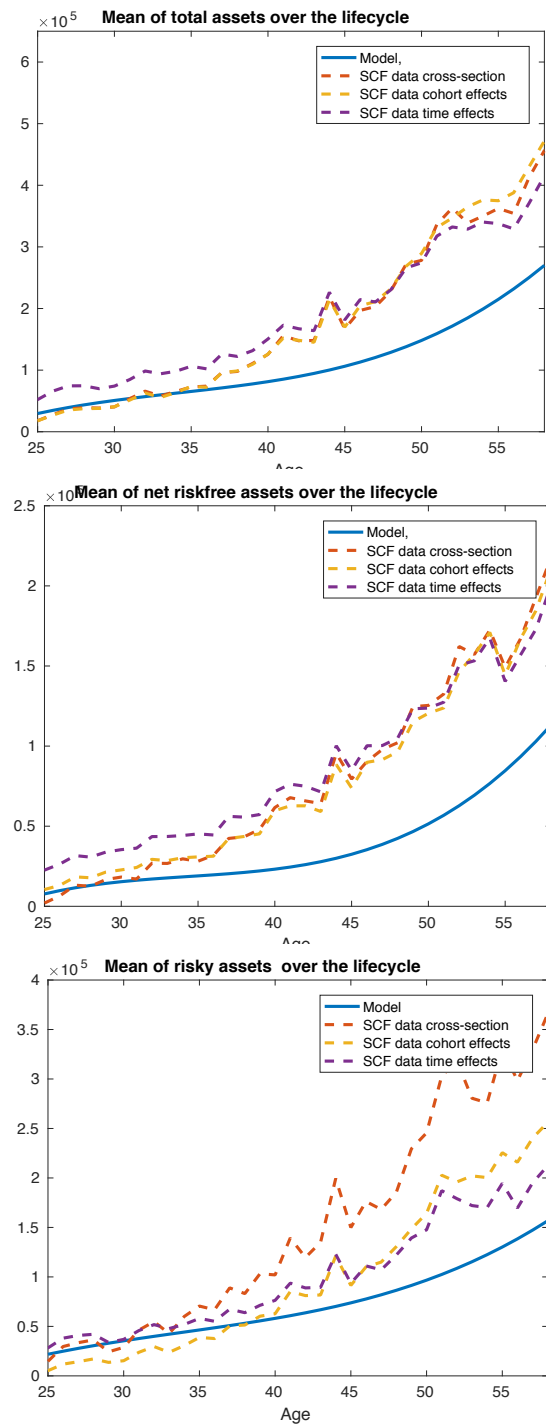 ×10^5 Mean of total assets over the lifecycle
6
5
4
3
2
1
0
Model,
SCF data cross-section
SCF data cohort effects
SCF data time effects
25 30 35 40 45 50 55
Age
×10 Mean of net riskfree assets over the lifecycle
2.5
2
1.5
1
0.5
0
Model,
SCF data cross-section
SCF data cohort effects
SCF data time effects
25 30 35 40 45 50 55
Age
×10^5 Mean of risky assets over the lifecycle
4
3.5
3
2.5
2
1.5
1
0.5
0
Model
SCF data cross-section
SCF data cohort effects
SCF data time effects
25 30 35 40 45 50 55
Age